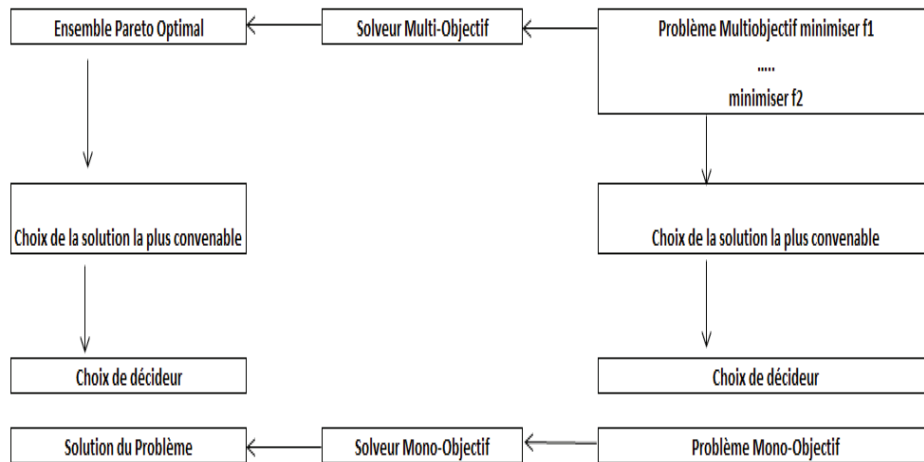 Ensemble Pareto Optimal
Solveur Multi-Objectif
Problème Multiobjectif minimiser f1
.....
minimiser f2
Choix de la solution la plus convenable
Choix de la solution la plus convenable
Choix de décideur
Choix de décideur
Solution du Problème
Solveur Mono-Objectif
Problème Mono-Objectif